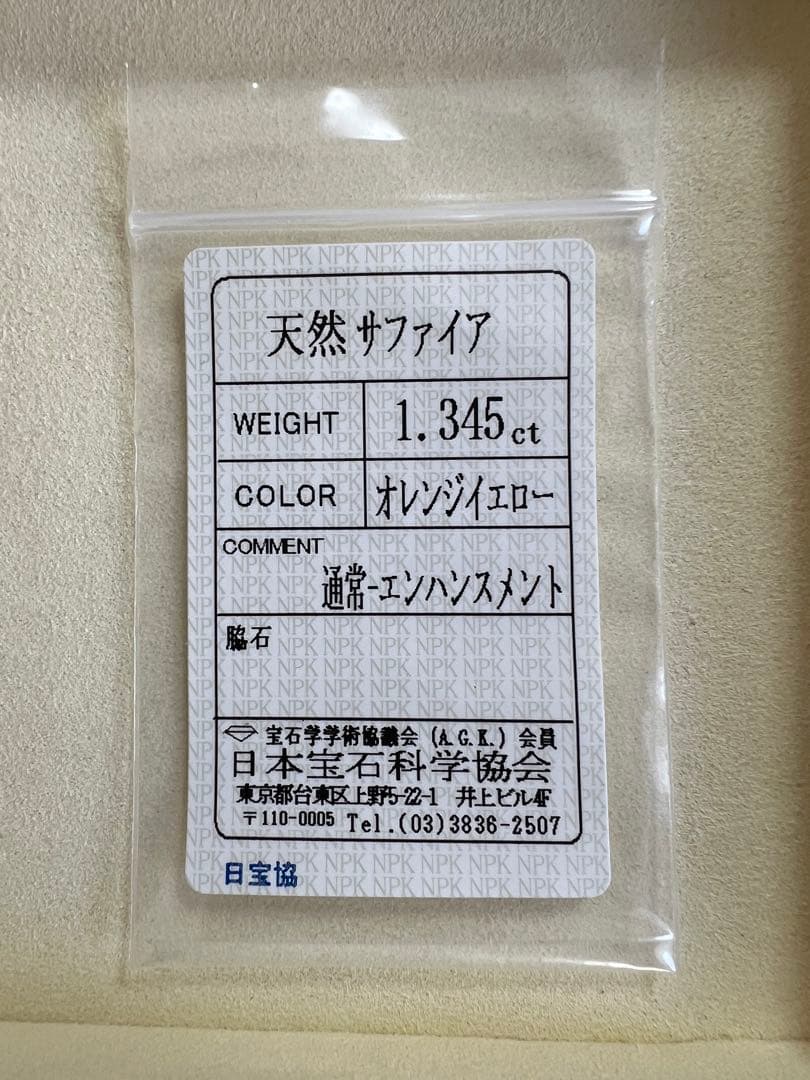 天然 サファイア
WEIGHT 1.345ct
COLOR オレンジイエロー
COMMENT
通常-エンハンスメント
脇石
宝石学学術協議会 (A.G.K.) 会員
日本宝石科学協会
東京都台東区上野5-22-1 井上ビル4F
〒110-0005 Tel.(03)3836-2507
日宝協